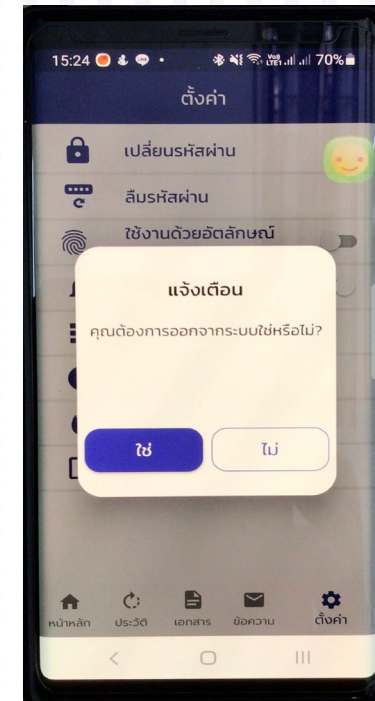 15:24
Vo))
LTE1
70%
ตั้งค่า
เปลี่ยนรหัสผ่าน
ลืมรหัสผ่าน
ใช้งานด้วยอัตลักษณ์
แจ้งเตือน
คุณต้องการออกจากระบบใช่หรือไม่?
ใช่
ไม่
หน้าหลัก
ประวัติ
เอกสาร
ข้อความ
ตั้งค่า